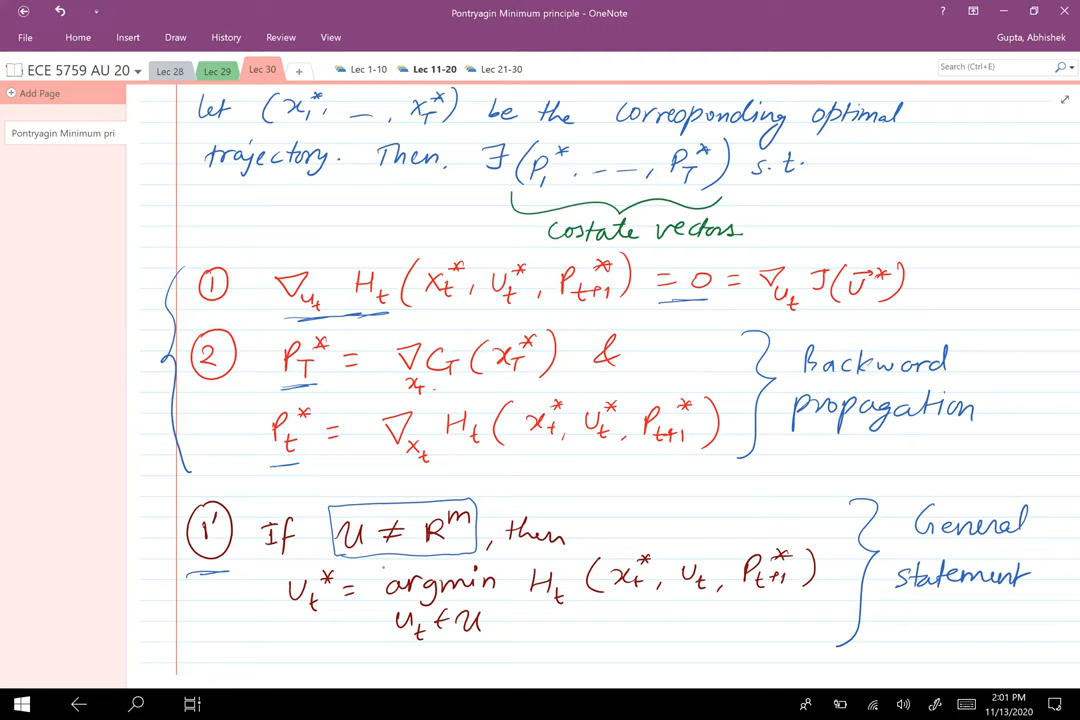 Pontryagin Minimum principle - OneNote
File Home Insert Draw History Review View
Gupta, Abhishek
ECE 5759 AU 20 Lec 28 Lec 29 Lec 30 + Lec 1-10 Lec 11-20 Lec 21-30
Search (Ctrl+E)
Add Page
Pontryagin Minimum pri
let (x₁*, – , x_T*) be the corresponding optimal
trajectory. Then, ∃ (P₁*, - - -, P_T*) s.t.
costate vectors
① ∇_{u_t} H_t (x_t*, u_t*, P_{t+1}*) = 0 = ∇_{u_t} J(U⃗*)
② P_T* = ∇_{x_T} C_T (x_T*) &
P_t* = ∇_{x_t} H_t (x_t*, u_t*, P_{t+1}*)
Backward
propagation
①' If U ≠ R^m, then
u_t* = argmin H_t (x_t*, u_t, P_{t+1}*)
u_t ∈ U
General
statement
2:01 PM
11/13/2020